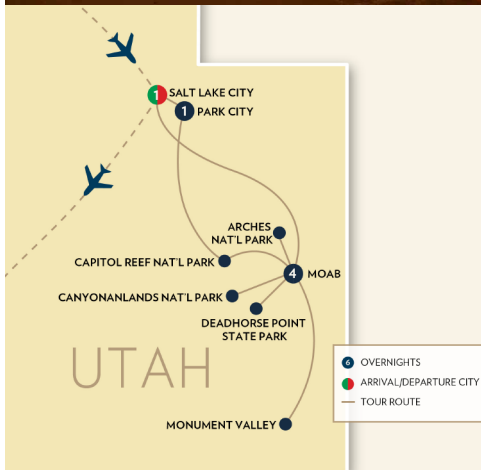 1
SALT LAKE CITY
1
PARK CITY
ARCHES
NAT'L PARK
CAPITOL REEF NAT'L PARK
4
MOAB
CANYONANLANDS NAT'L PARK
DEADHORSE POINT
STATE PARK
UTAH
6 OVERNIGHTS
ARRIVAL/DEPARTURE CITY
TOUR ROUTE
MONUMENT VALLEY